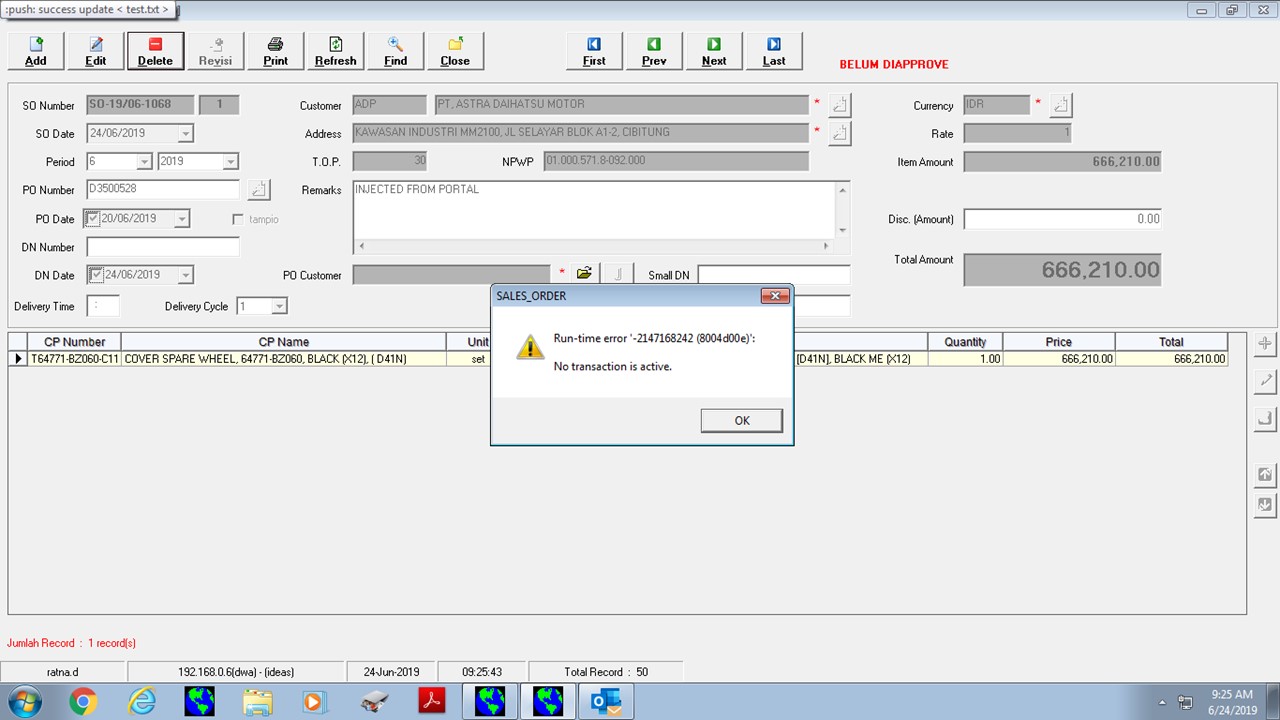 :push: success update < test.txt >
Add Edit Delete Revisi Print Refresh Find Close First Prev Next Last BELUM DIAPPROVE
SO Number SO-19/06-1068 1 Customer ADP PT, ASTRA DAIHATSU MOTOR * Currency IDR *
SO Date 24/06/2019 Address KAWASAN INDUSTRI MM2100, JL SELAYAR BLOK A1-2, CIBITUNG * Rate 1
Period 6 2019 T.O.P. 30 NPWP 01.000.571.8-092.000 Item Amount 666,210.00
PO Number D3500528 Remarks INJECTED FROM PORTAL
PO Date 20/06/2019 tampio Disc. (Amount) 0.00
DN Number
Total Amount 666,210.00
DN Date 24/06/2019 PO Customer * Small DN
Delivery Time : Delivery Cycle 1
SALES_ORDER
Run-time error '-2147168242 (8004d00e)':
No transaction is active.
OK
CP Number CP Name Unit Quantity Price Total
T64771-BZ060-C11 COVER SPARE WHEEL, 64771-BZ060, BLACK (X12), ( D41N) set [D41N], BLACK ME (X12) 1.00 666,210.00 666,210.00
Jumlah Record : 1 record(s)
ratna.d 192.168.0.6(dwa) - (ideas) 24-Jun-2019 09:25:43 Total Record : 50
9:25 AM
6/24/2019